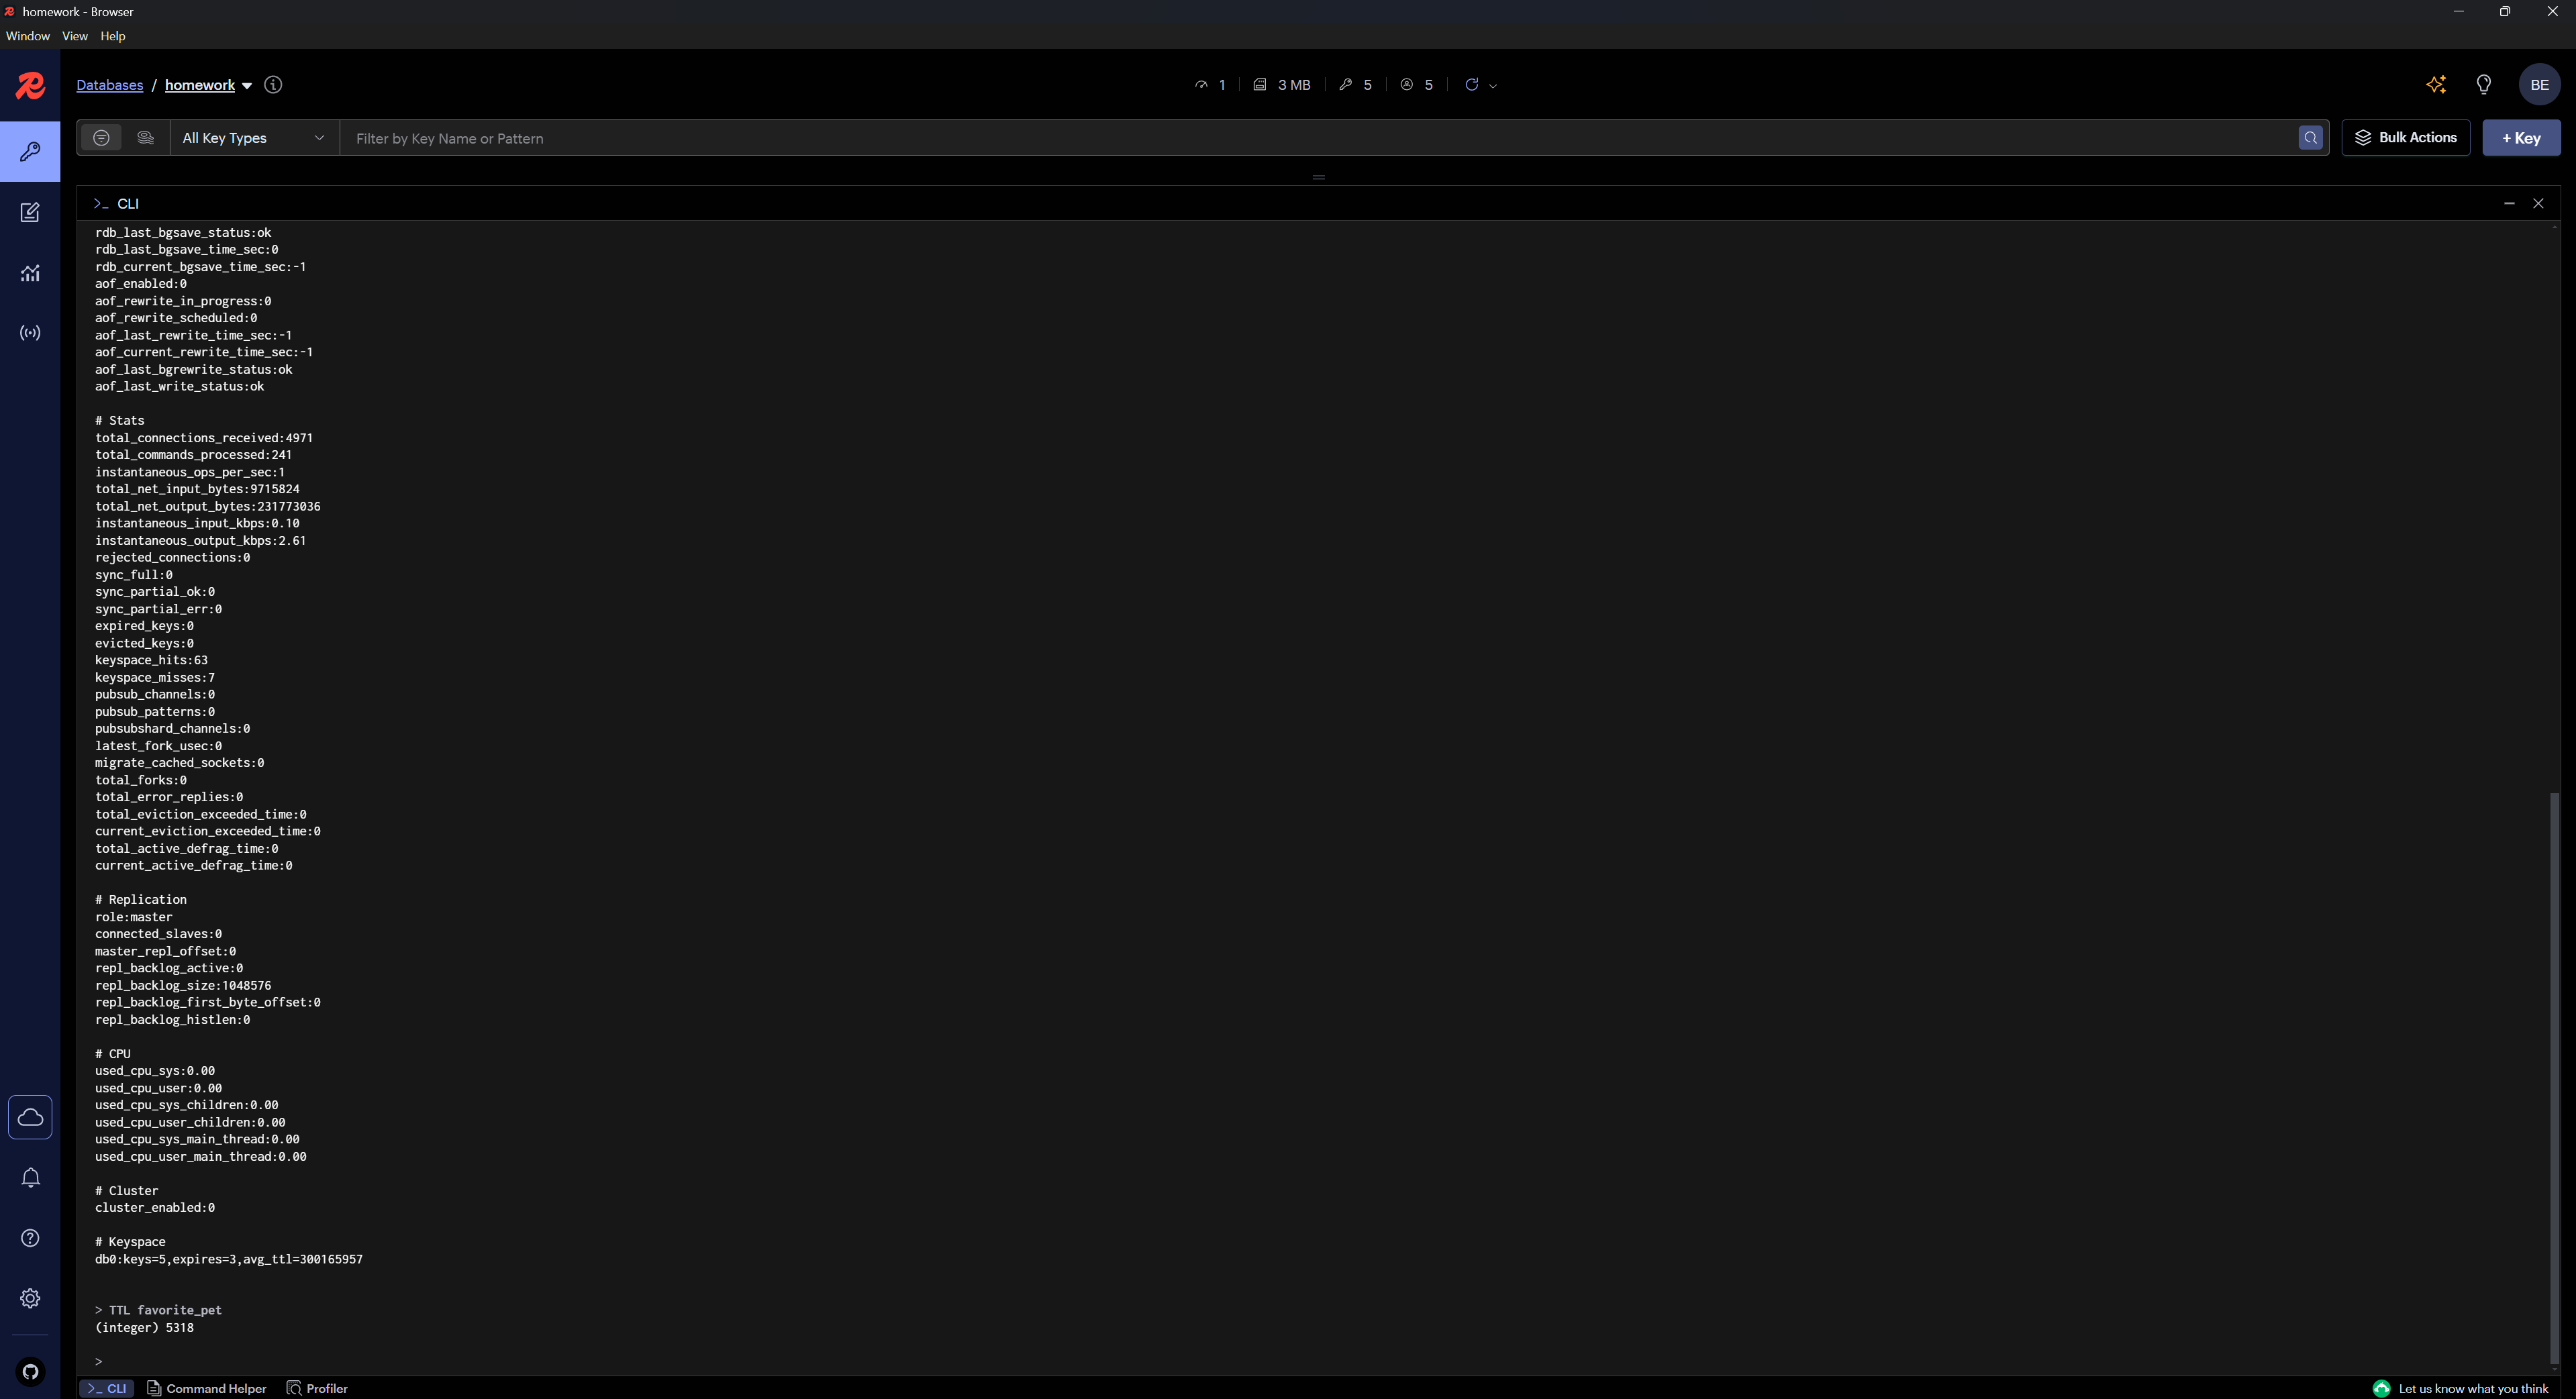 homework - Browser
Window View Help
Databases / homework
1 3 MB 5 5
BE
All Key Types
Filter by Key Name or Pattern
Bulk Actions
+ Key
>_ CLI
rdb_last_bgsave_status:ok
rdb_last_bgsave_time_sec:0
rdb_current_bgsave_time_sec:-1
aof_enabled:0
aof_rewrite_in_progress:0
aof_rewrite_scheduled:0
aof_last_rewrite_time_sec:-1
aof_current_rewrite_time_sec:-1
aof_last_bgrewrite_status:ok
aof_last_write_status:ok
# Stats
total_connections_received:4971
total_commands_processed:241
instantaneous_ops_per_sec:1
total_net_input_bytes:9715824
total_net_output_bytes:231773036
instantaneous_input_kbps:0.10
instantaneous_output_kbps:2.61
rejected_connections:0
sync_full:0
sync_partial_ok:0
sync_partial_err:0
expired_keys:0
evicted_keys:0
keyspace_hits:63
keyspace_misses:7
pubsub_channels:0
pubsub_patterns:0
pubsubshard_channels:0
latest_fork_usec:0
migrate_cached_sockets:0
total_forks:0
total_error_replies:0
total_eviction_exceeded_time:0
current_eviction_exceeded_time:0
total_active_defrag_time:0
current_active_defrag_time:0
# Replication
role:master
connected_slaves:0
master_repl_offset:0
repl_backlog_active:0
repl_backlog_size:1048576
repl_backlog_first_byte_offset:0
repl_backlog_histlen:0
# CPU
used_cpu_sys:0.00
used_cpu_user:0.00
used_cpu_sys_children:0.00
used_cpu_user_children:0.00
used_cpu_sys_main_thread:0.00
used_cpu_user_main_thread:0.00
# Cluster
cluster_enabled:0
# Keyspace
db0:keys=5,expires=3,avg_ttl=300165957
> TTL favorite_pet
(integer) 5318
>
>_ CLI Command Helper Profiler
Let us know what you think